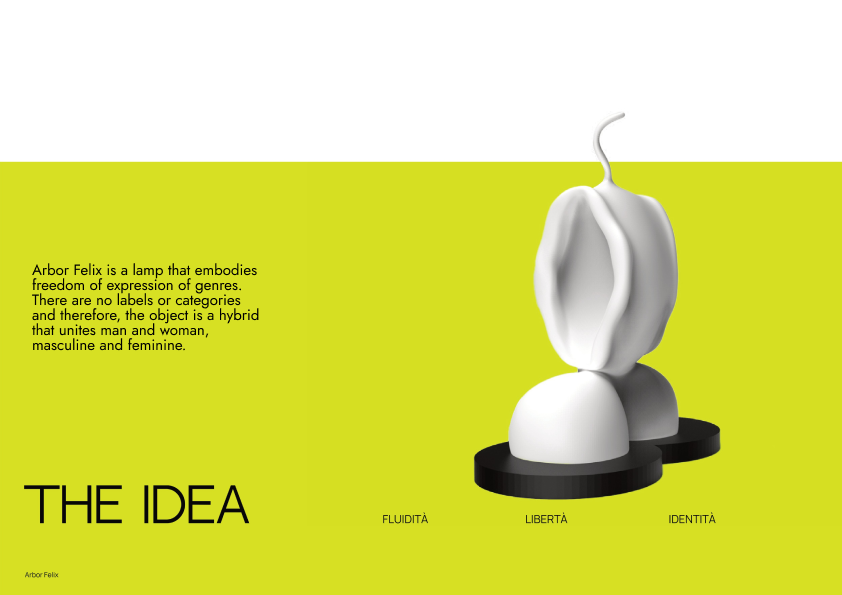 Arbor Felix is a lamp that embodies
freedom of expression of genres.
There are no labels or categories
and therefore, the object is a hybrid
that unites man and woman,
masculine and feminine.
THE IDEA
FLUIDITÀ
LIBERTÀ
IDENTITÀ
Arbor Felix